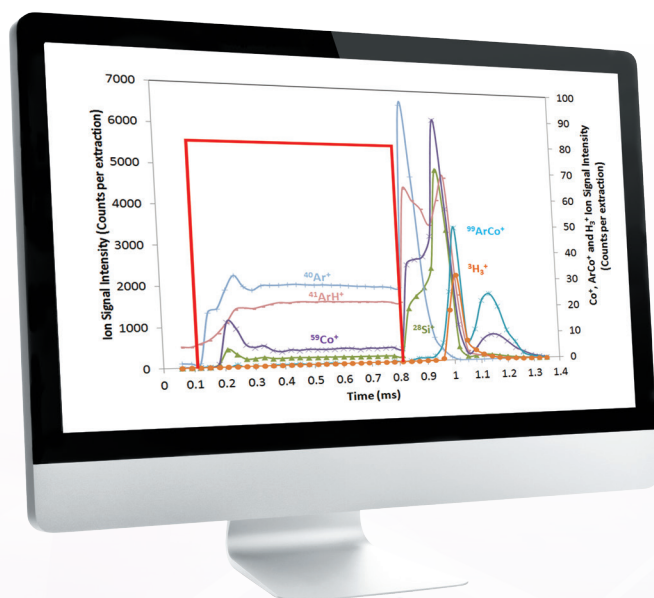 7000
6000
5000
4000
3000
2000
1000
0
Ion Signal Intensity (Counts per extraction)
0 0.1 0.2 0.3 0.4 0.5 0.6 0.7 0.8 0.9 1 1.1 1.2 1.3 1.4
Time (ms)
100
90
80
70
60
50
40
30
20
10
0
Co⁺, ArCo⁺ and H₃⁺ Ion Signal Intensity
(Counts per extraction)
⁴⁰Ar⁺
⁴¹ArH⁺
⁵⁹Co⁺
²⁸Si⁺
⁹⁹ArCo⁺
³H₃⁺